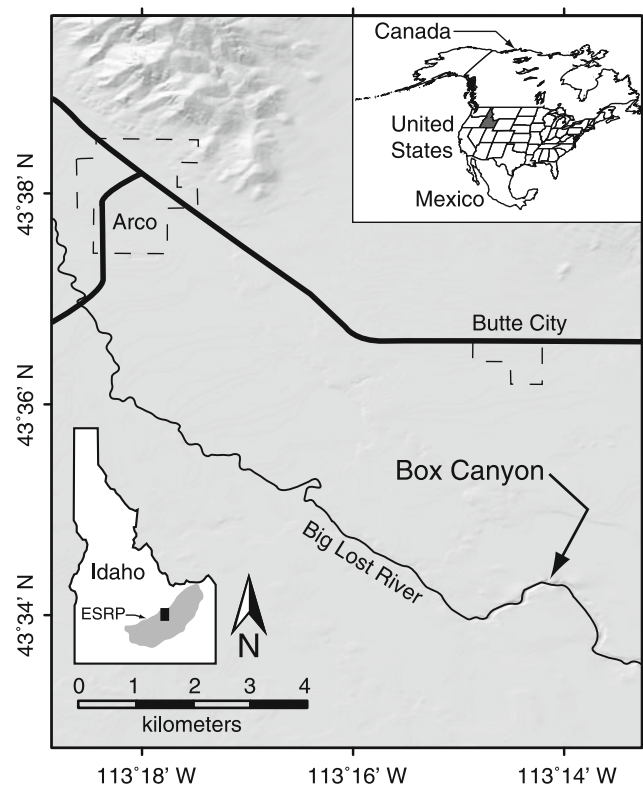 Canada
United
States
Mexico
43°38' N
Arco
Butte City
43°36' N
Box Canyon
Big Lost River
Idaho
ESRP
N
43°34' N
0 1 2 3 4
kilometers
113°18' W 113°16' W 113°14' W